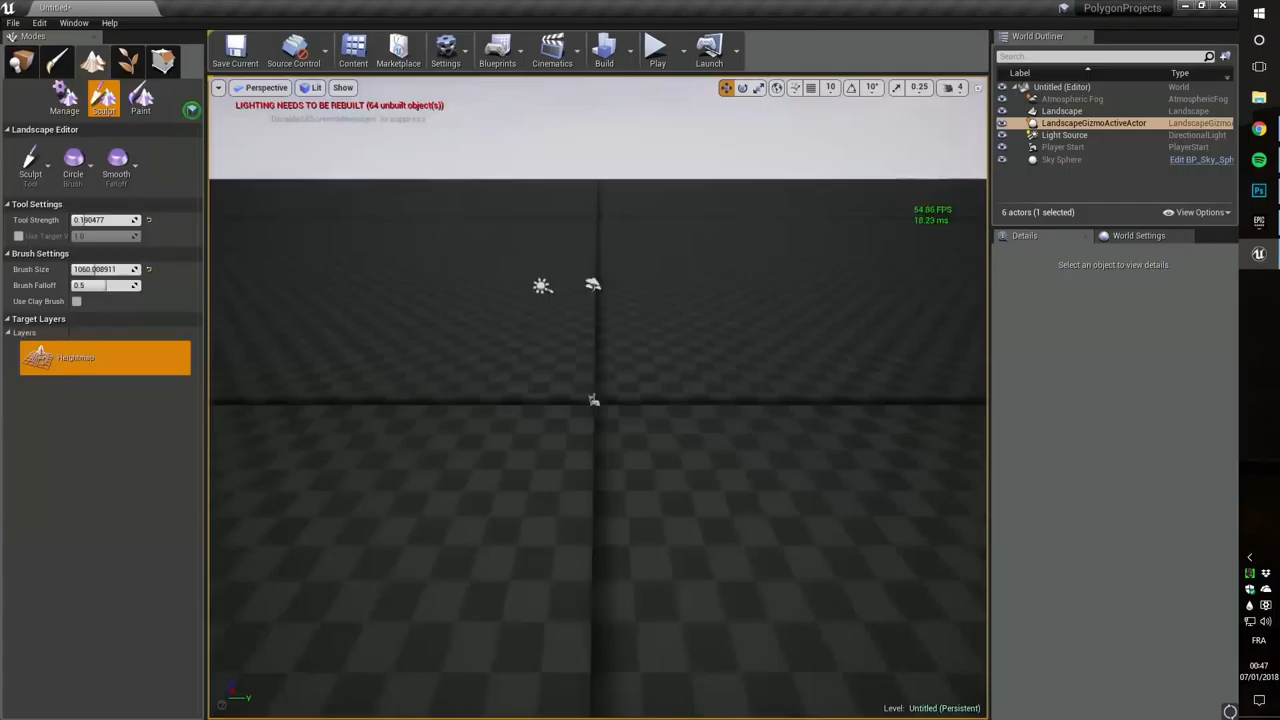 Untitled*
PolygonProjects
File Edit Window Help
Modes
Save Current
Source Control
Content
Marketplace
Settings
Blueprints
Cinematics
Build
Play
Launch
World Outliner
Search...
Label Type
Untitled (Editor) World
Atmospheric Fog AtmosphericFog
Landscape Landscape
LandscapeGizmoActiveActor LandscapeGizmoA
Light Source DirectionalLight
Player Start PlayerStart
Sky Sphere Edit BP_Sky_Sph
6 actors (1 selected) View Options
Details
World Settings
Select an object to view details.
Manage
Sculpt
Paint
Landscape Editor
Sculpt
Tool
Circle
Brush
Smooth
Falloff
Tool Settings
Tool Strength 0.190477
Use Target V 1.0
Brush Settings
Brush Size 1060.008911
Brush Falloff 0.5
Use Clay Brush
Target Layers
Layers
Heightmap
Perspective Lit Show
10 10° 0.25 4
LIGHTING NEEDS TO BE REBUILT (64 unbuilt object(s))
'DisableAllScreenMessages' to suppress
54.86 FPS
18.23 ms
Y
Level: Untitled (Persistent)
Ps
EPIC
FRA
00:47
07/01/2018